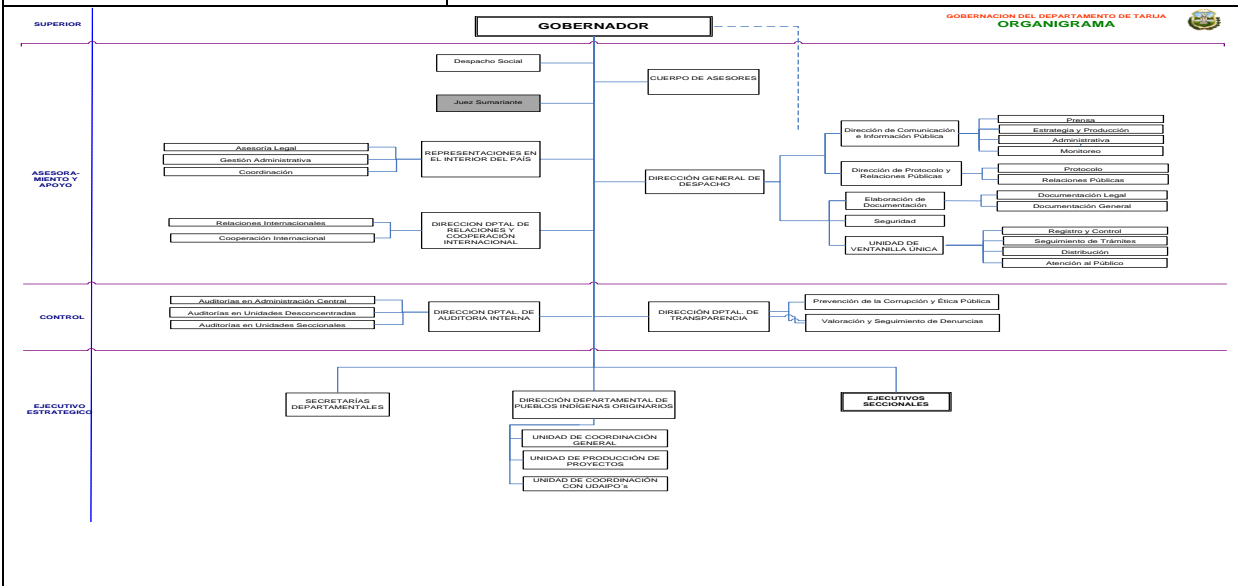 SUPERIOR
GOBERNADOR
GOBERNACION DEL DEPARTAMENTO DE TARIJA
ORGANIGRAMA
Despacho Social
CUERPO DE ASESORES
Juez Sumariante
ASESORA-
MIENTO Y
APOYO
Asesoría Legal
Gestión Administrativa
Coordinación
REPRESENTACIONES EN
EL INTERIOR DEL PAÍS
DIRECCIÓN GENERAL DE
DESPACHO
Dirección de Comunicación
e Información Pública
Prensa
Estrategia y Producción
Administrativa
Monitoreo
Dirección de Protocolo y
Relaciones Públicas
Protocolo
Relaciones Públicas
Elaboración de
Documentación
Documentación Legal
Documentación General
Seguridad
UNIDAD DE
VENTANILLA ÚNICA
Registro y Control
Seguimiento de Trámites
Distribución
Atención al Público
Relaciones Internacionales
Cooperación Internacional
DIRECCION DPTAL DE
RELACIONES Y
COOPERACIÓN
INTERNACIONAL
CONTROL
Auditorías en Administración Central
Auditorías en Unidades Desconcentradas
Auditorías en Unidades Seccionales
DIRECCION DPTAL. DE
AUDITORIA INTERNA
DIRECCIÓN DPTAL. DE
TRANSPARENCIA
Prevención de la Corrupción y Ética Pública
Valoración y Seguimiento de Denuncias
EJECUTIVO
ESTRATEGICO
SECRETARÍAS
DEPARTAMENTALES
DIRECCIÓN DEPARTAMENTAL DE
PUEBLOS INDÍGENAS ORIGINARIOS
EJECUTIVOS
SECCIONALES
UNIDAD DE COORDINACIÓN
GENERAL
UNIDAD DE PRODUCCIÓN DE
PROYECTOS
UNIDAD DE COORDINACIÓN
CON UDAIPO´s